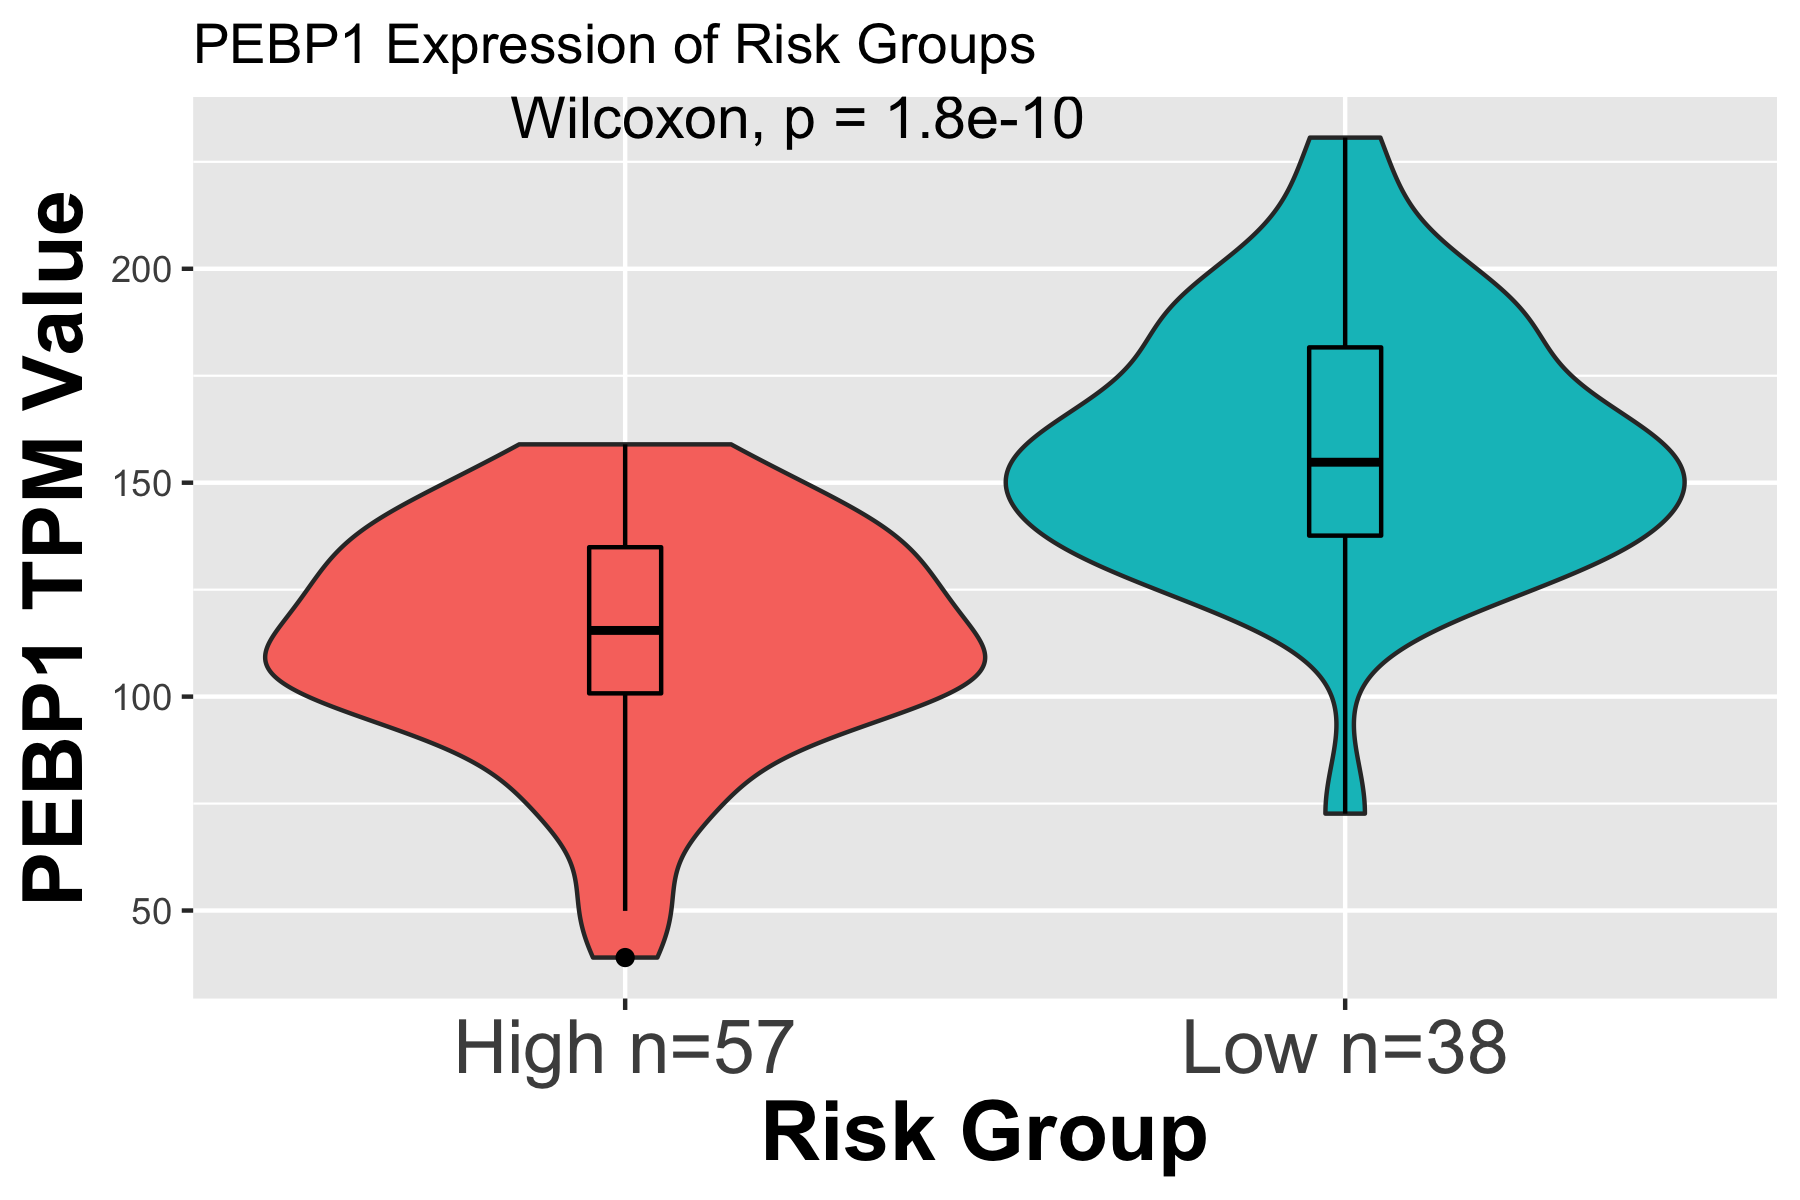 PEBP1 Expression of Risk Groups
Wilcoxon, p = 1.8e-10
PEBP1 TPM Value
200
150
100
50
High n=57
Low n=38
Risk Group